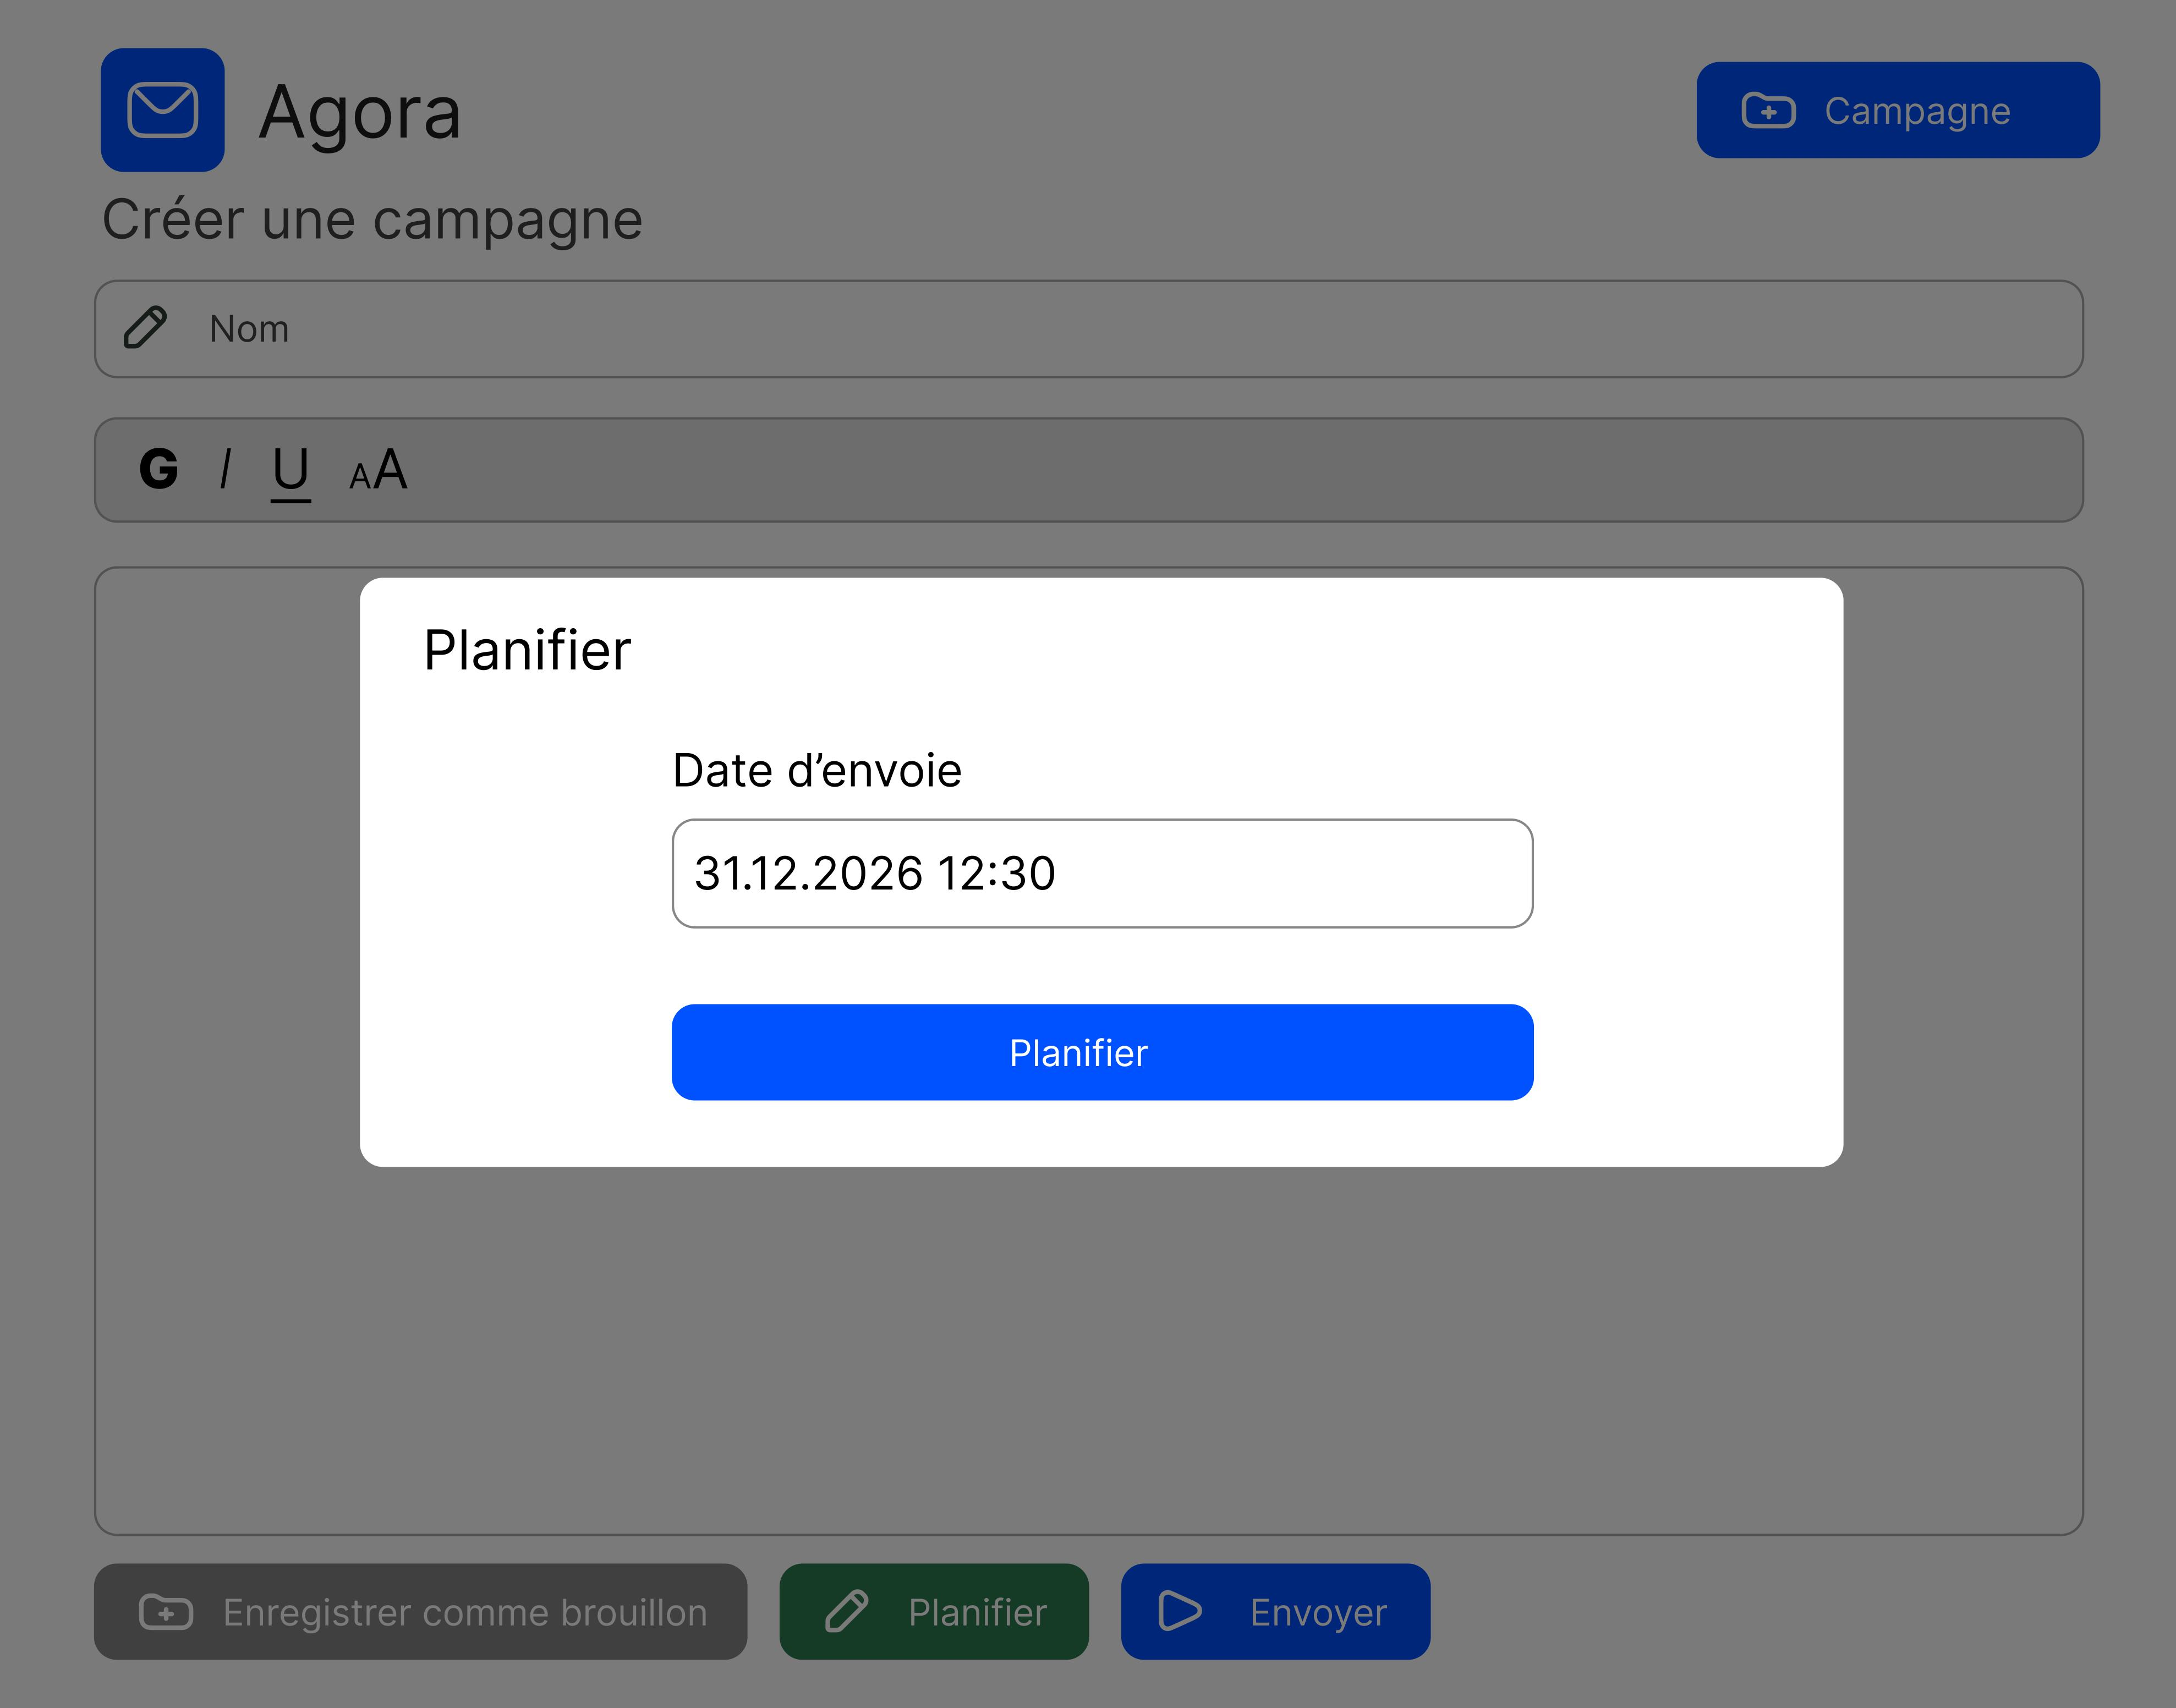 Agora
Campagne
Créer une campagne
Nom
G I U AA
Planifier
Date d’envoie
31.12.2026 12:30
Planifier
Enregistrer comme brouillon
Planifier
Envoyer